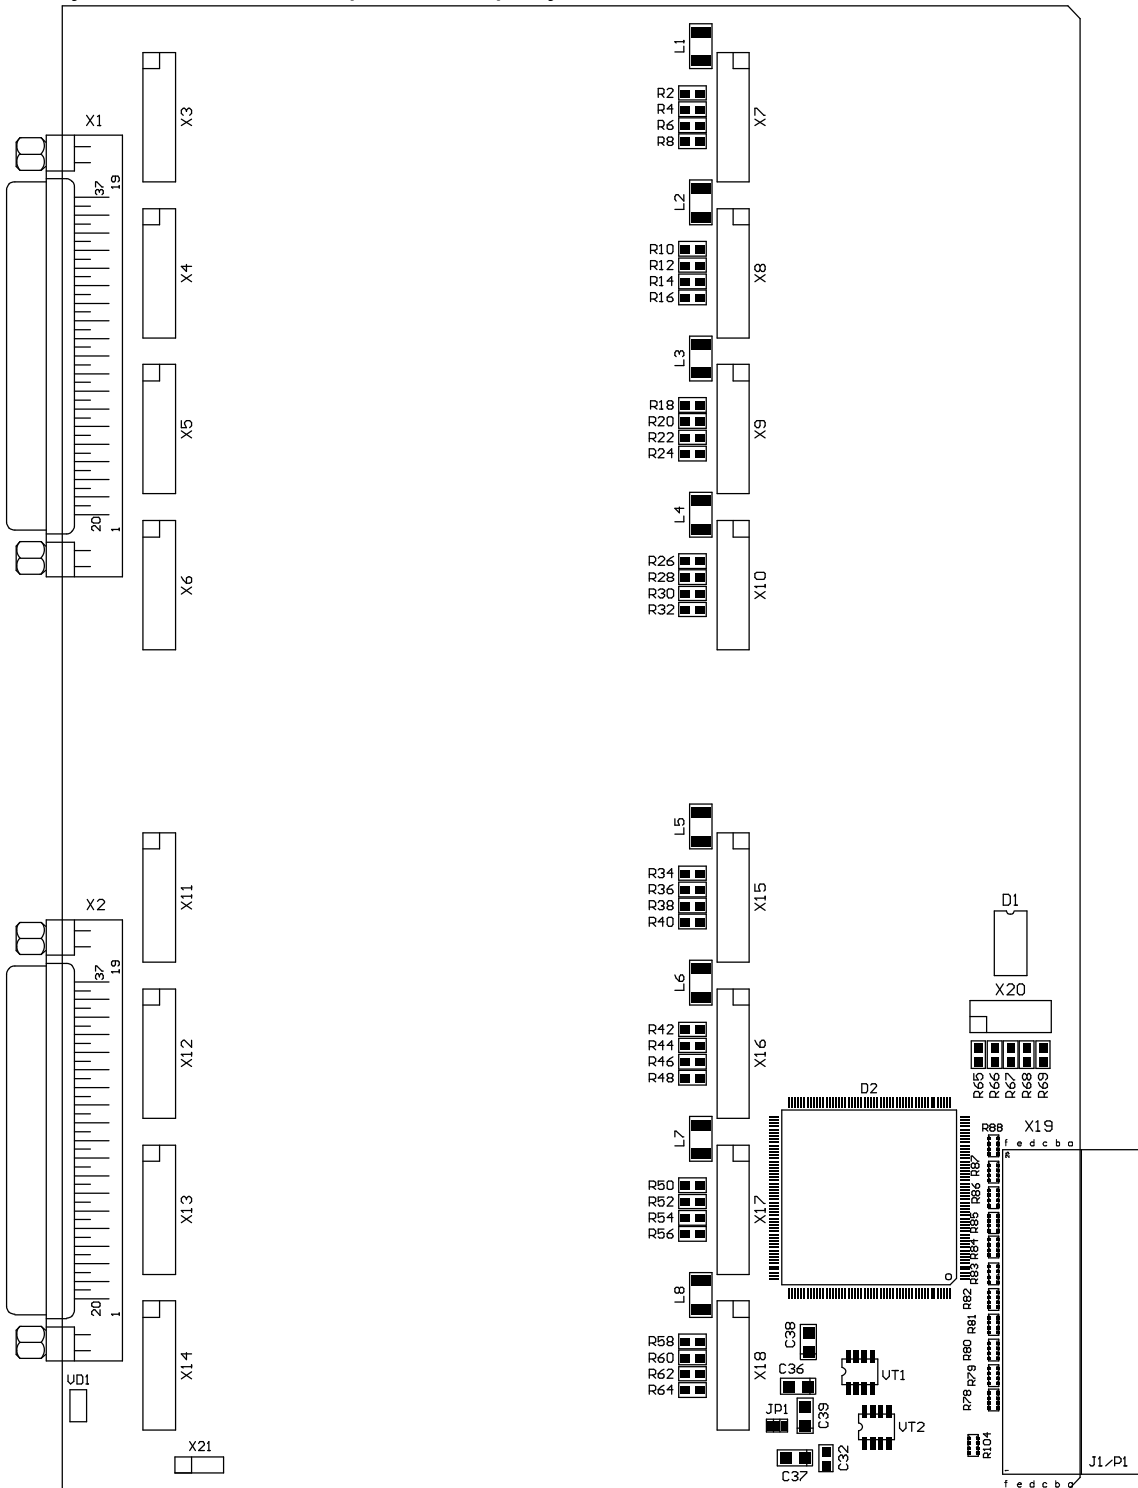 L1
X3
X7
R2
R4
R6
R8
X1
37
19
L2
X4
X8
R10
R12
R14
R16
L3
X5
X9
R18
R20
R22
R24
L4
20
1
X6
X10
R26
R28
R30
R32
L5
X11
X15
R34
R36
R38
R40
X2
37
19
D1
L6
X20
X12
X16
R42
R44
R46
R48
R65
R66
R67
R68
R69
D2
L7
R88
X19
f e d c b a
X13
X17
R50
R52
R54
R56
R87
R86
R85
R84
R83
R82
R81
R80
R79
R78
20
1
L8
X14
X18
R58
R60
R62
R64
C38
C36
VT1
VD1
JP1
C39
VT2
X21
C37
C32
R104
J1/P1
f e d c b a